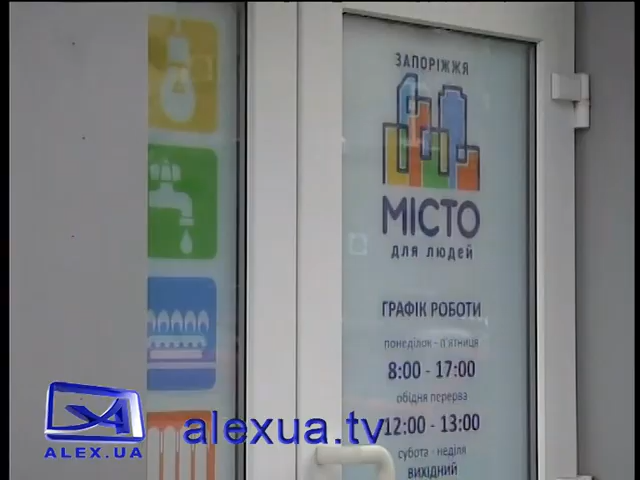 ЗАПОРІЖЖЯ
МІСТО
для людей
ГРАФІК РОБОТИ
понеділок - п'ятниця
8:00 - 17:00
обідня перерва
12:00 - 13:00
субота - неділя
ВИХІДНИЙ
alexua.tv
ALEX.UA